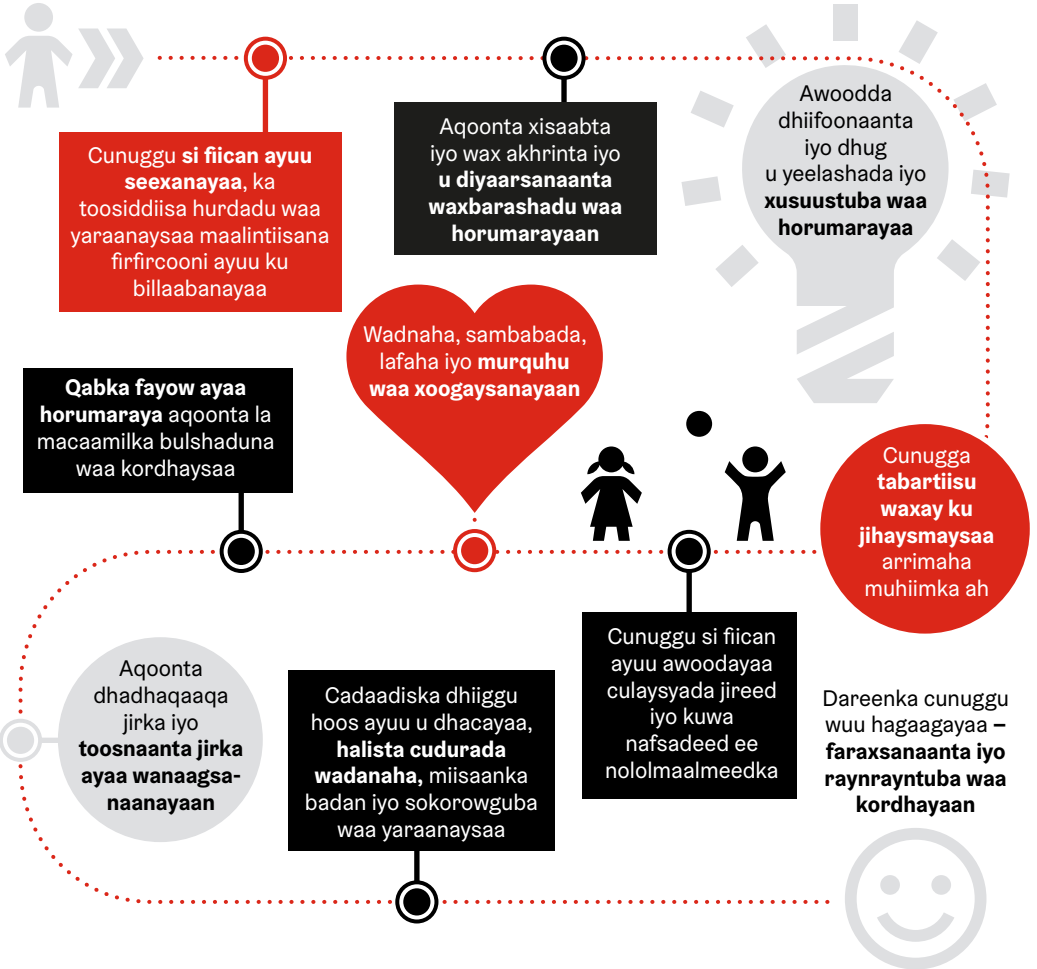 Cunuggu si fiican ayuu
seexanayaa, ka
toosiddiisa hurdadu waa
yaraanaysaa maalintiisana
firfircooni ayuu ku
billaabanayaa
Aqoonta xisaabta
iyo wax akhrinta iyo
u diyaarsanaanta
waxbarashadu waa
horumarayaan
Awoodda
dhiifoonaanta
iyo dhug
u yeelashada iyo
xusuustuba waa
horumarayaa
Cunugga
tabartiisu
waxay ku
jihaysmaysaa
arrimaha
muhiimka ah
Cunuggu si fiican
ayuu awoodayaa
culaysyada jireed
iyo kuwa
nafsadeed ee
nololmaalmeedka
Wadnaha, sambabada,
lafaha iyo murquhu
waa xoogaysanayaan
Qabka fayow ayaa
horumaraya aqoonta la
macaamilka bulshaduna
waa kordhaysaa
Aqoonta
dhadhaqaaqa
jirka iyo
toosnaanta jirka
ayaa wanaagsa-
naanayaan
Cadaadiska dhiiggu
hoos ayuu u dhacayaa,
halista cudurada
wadanaha, miisaanka
badan iyo sokorowguba
waa yaraanaysaa
Dareenka cunuggu
wuu hagaagayaa –
faraxsanaanta iyo
raynrayntuba waa
kordhayaan